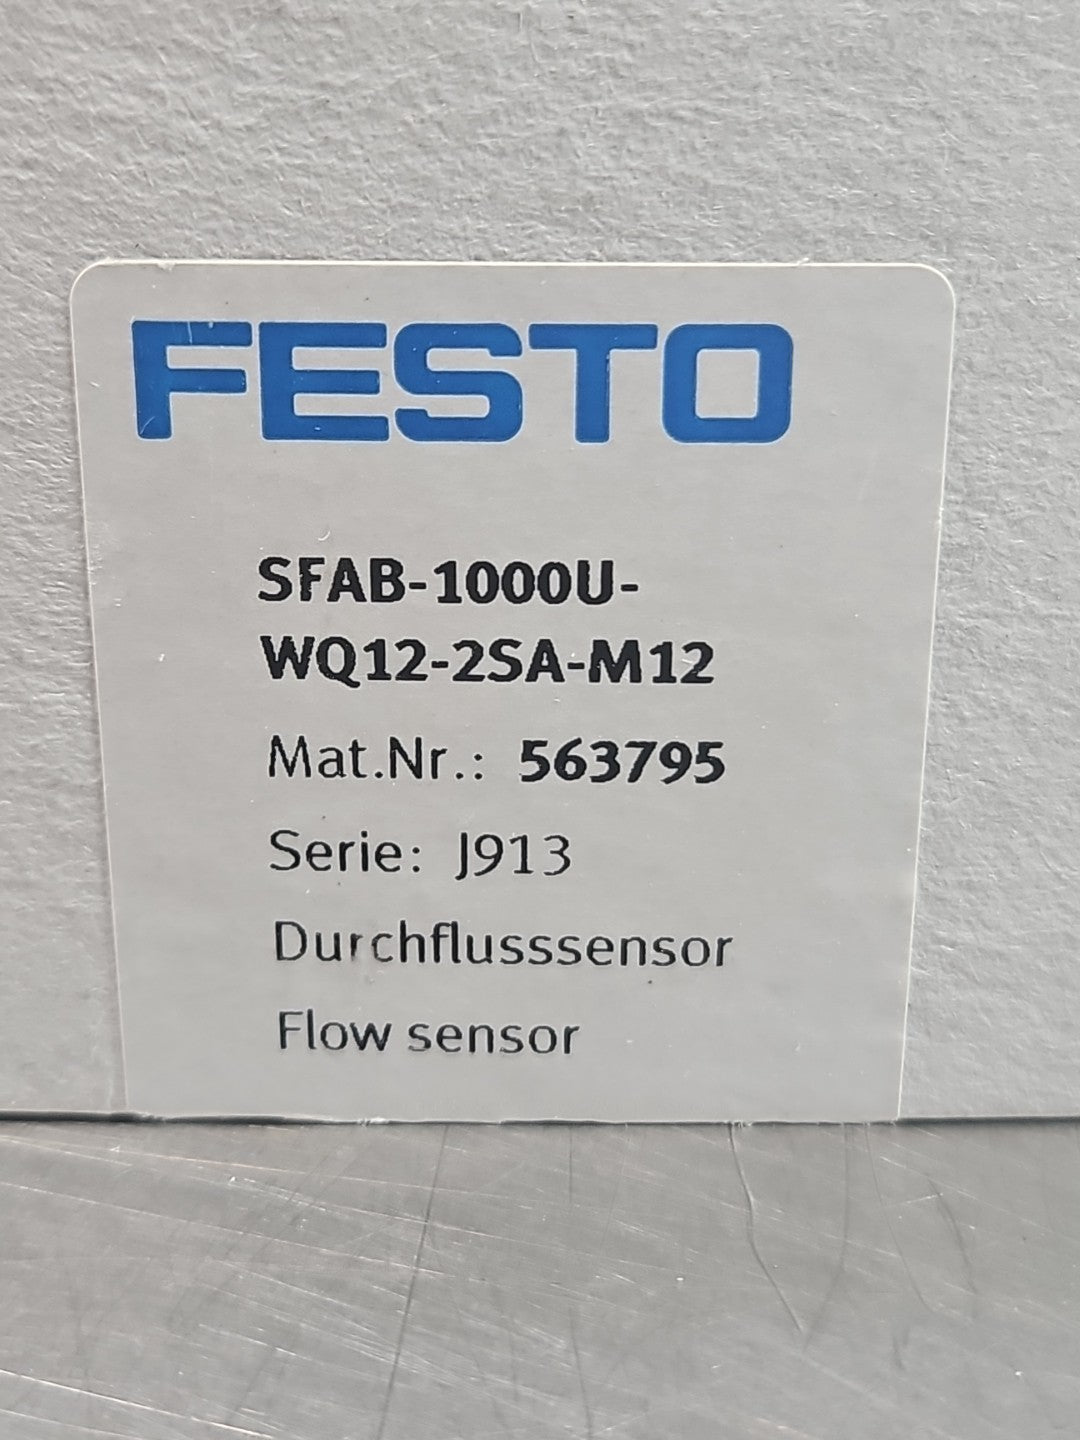 FESTO
SFAB-1000U-
WQ12-2SA-M12
Mat.Nr.: 563795
Serie: J913
Durchflusssensor
Flow sensor